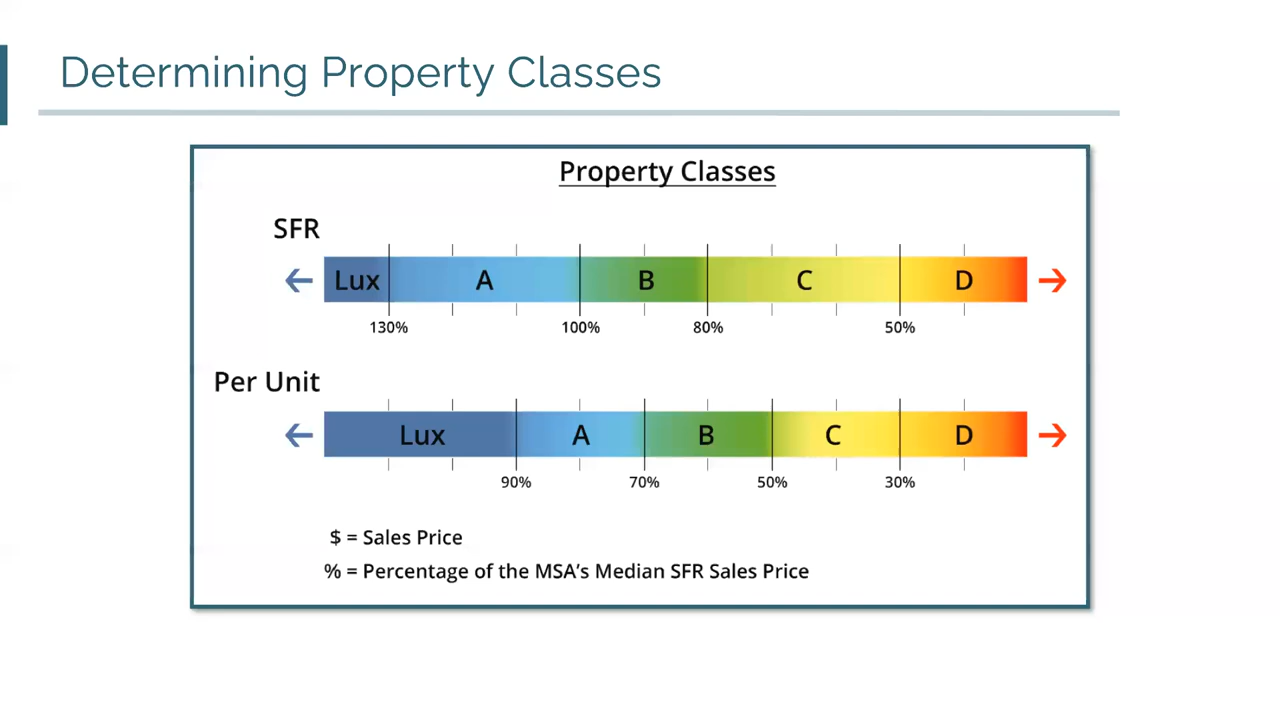 Determining Property Classes
Property Classes
SFR
Lux A B C D
130% 100% 80% 50%
Per Unit
Lux A B C D
90% 70% 50% 30%
$ = Sales Price
% = Percentage of the MSA's Median SFR Sales Price